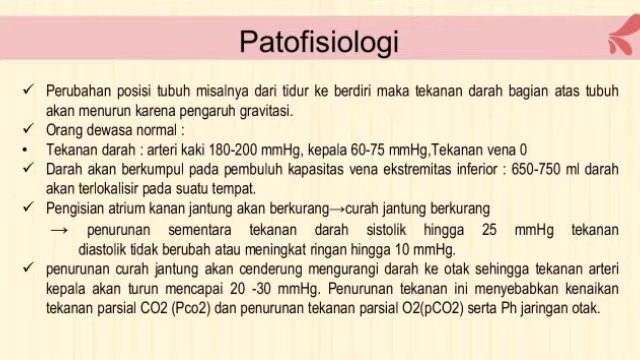 Patofisiologi
✓ Perubahan posisi tubuh misalnya dari tidur ke berdiri maka tekanan darah bagian atas tubuh
akan menurun karena pengaruh gravitasi.
✓ Orang dewasa normal :
• Tekanan darah : arteri kaki 180-200 mmHg, kepala 60-75 mmHg,Tekanan vena 0
✓ Darah akan berkumpul pada pembuluh kapasitas vena ekstremitas inferior : 650-750 ml darah
akan terlokalisir pada suatu tempat.
✓ Pengisian atrium kanan jantung akan berkurang→curah jantung berkurang
→ penurunan sementara tekanan darah sistolik hingga 25 mmHg tekanan
diastolik tidak berubah atau meningkat ringan hingga 10 mmHg.
✓ penurunan curah jantung akan cenderung mengurangi darah ke otak sehingga tekanan arteri
kepala akan turun mencapai 20 -30 mmHg. Penurunan tekanan ini menyebabkan kenaikan
tekanan parsial CO2 (Pco2) dan penurunan tekanan parsial O2(pCO2) serta Ph jaringan otak.